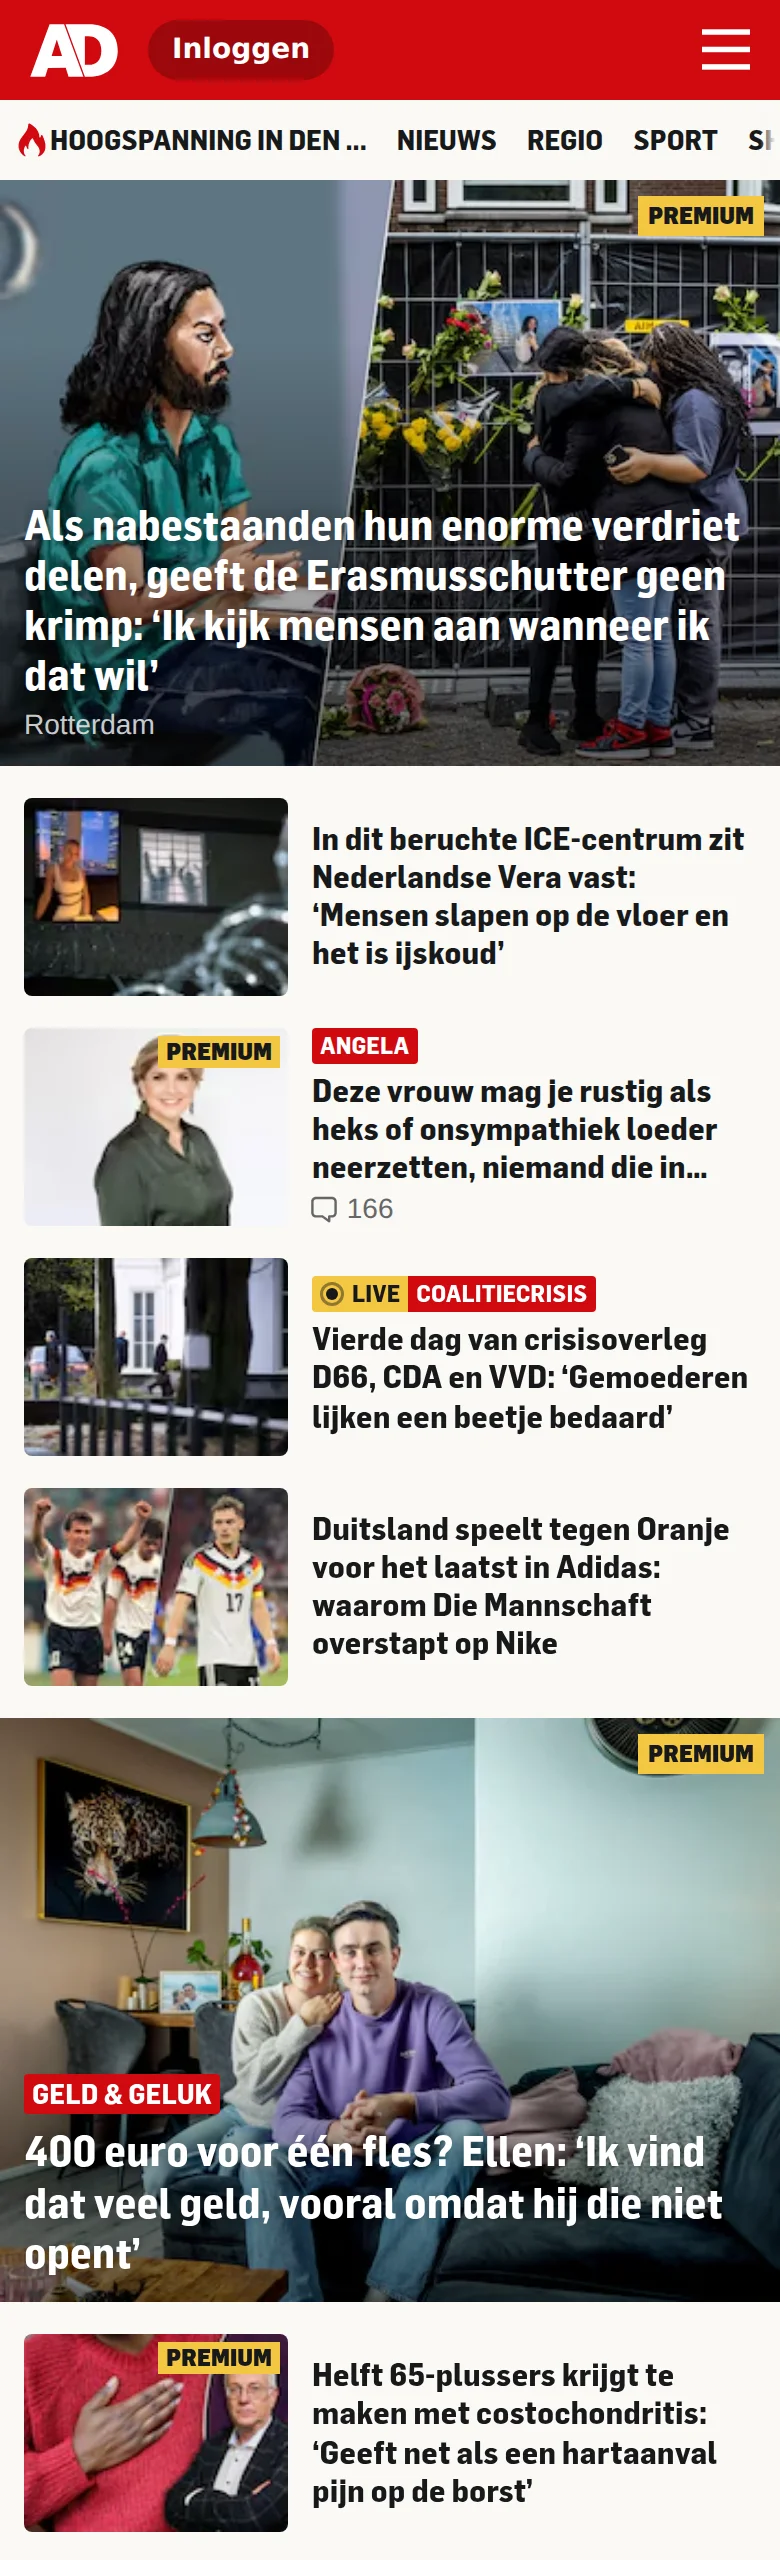 AD
Inloggen
HOOGSPANNING IN DEN ...
NIEUWS
REGIO
SPORT
PREMIUM
Als nabestaanden hun enorme verdriet
delen, geeft de Erasmusschutter geen
krimp: ‘Ik kijk mensen aan wanneer ik
dat wil’
Rotterdam
In dit beruchte ICE-centrum zit
Nederlandse Vera vast:
‘Mensen slapen op de vloer en
het is ijskoud’
PREMIUM
ANGELA
Deze vrouw mag je rustig als
heks of onsympathiek loeder
neerzetten, niemand die in...
166
LIVE COALITIECRISIS
Vierde dag van crisisoverleg
D66, CDA en VVD: ‘Gemoederen
lijken een beetje bedaard’
17
Duitsland speelt tegen Oranje
voor het laatst in Adidas:
waarom Die Mannschaft
overstapt op Nike
PREMIUM
GELD & GELUK
400 euro voor één fles? Ellen: ‘Ik vind
dat veel geld, vooral omdat hij die niet
opent’
PREMIUM
Helft 65-plussers krijgt te
maken met costochondritis:
‘Geeft net als een hartaanval
pijn op de borst’